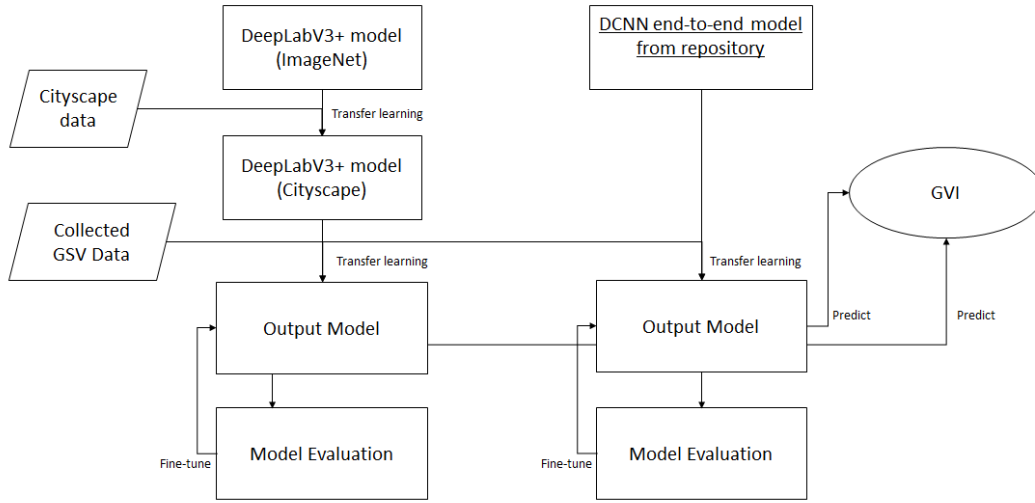 DeepLabV3+ model
(ImageNet)
DCNN end-to-end model
from repository
Cityscape
data
Transfer learning
DeepLabV3+ model
(Cityscape)
GVI
Collected
GSV Data
Transfer learning
Transfer learning
Output Model
Output Model
Predict
Predict
Model Evaluation
Model Evaluation
Fine-tune
Fine-tune